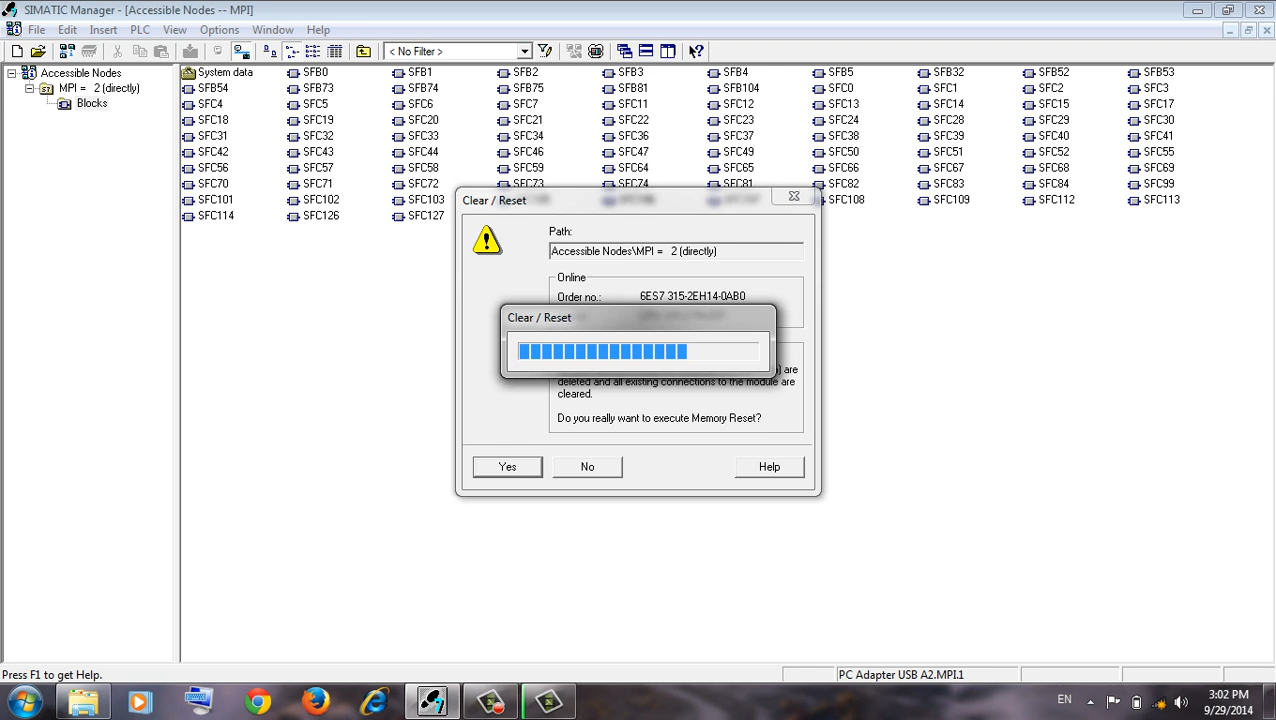 SIMATIC Manager - [Accessible Nodes -- MPI]
File Edit Insert PLC View Options Window Help
< No Filter >
Accessible Nodes
MPI = 2 (directly)
Blocks
System data SFB0 SFB1 SFB2 SFB3 SFB4 SFB5 SFB32 SFB52 SFB53
SFB54 SFB73 SFB74 SFB75 SFB81 SFB104 SFC0 SFC1 SFC2 SFC3
SFC4 SFC5 SFC6 SFC7 SFC11 SFC12 SFC13 SFC14 SFC15 SFC17
SFC18 SFC19 SFC20 SFC21 SFC22 SFC23 SFC24 SFC28 SFC29 SFC30
SFC31 SFC32 SFC33 SFC34 SFC36 SFC37 SFC38 SFC39 SFC40 SFC41
SFC42 SFC43 SFC44 SFC46 SFC47 SFC49 SFC50 SFC51 SFC52 SFC55
SFC56 SFC57 SFC58 SFC59 SFC64 SFC65 SFC66 SFC67 SFC68 SFC69
SFC70 SFC71 SFC72 SFC73 SFC74 SFC81 SFC82 SFC83 SFC84 SFC99
SFC101 SFC102 SFC103 SFC108 SFC109 SFC112 SFC113
SFC114 SFC126 SFC127
Clear / Reset
Path:
Accessible Nodes\MPI = 2 (directly)
Online
Order no.: 6ES7 315-2EH14-0AB0
Clear / Reset
are
deleted and all existing connections to the module are
cleared.
Do you really want to execute Memory Reset?
Yes No Help
Press F1 to get Help.
PC Adapter USB A2.MPI.1
EN
3:02 PM
9/29/2014